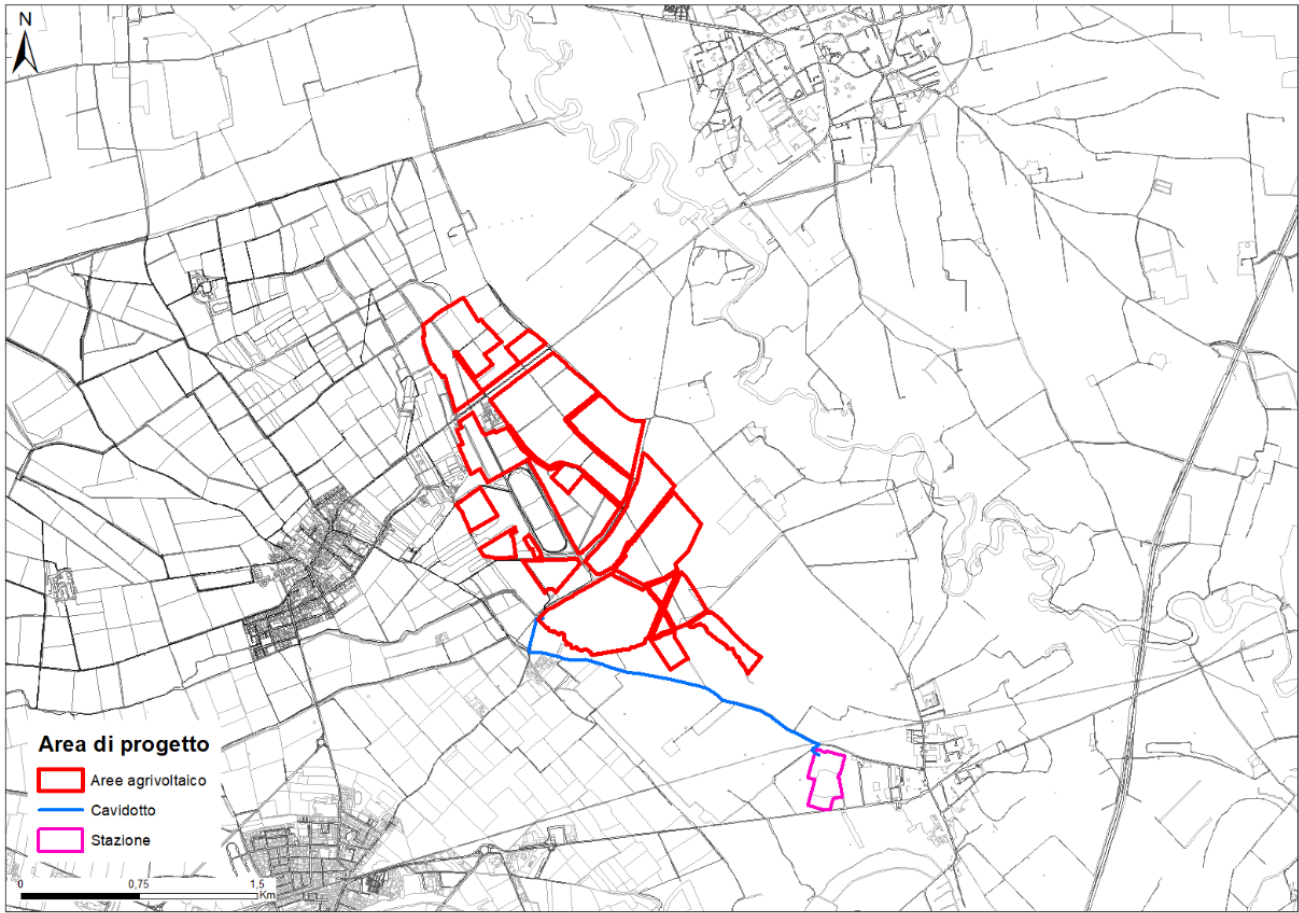 N
Area di progetto
Aree agrivoltaico
Cavidotto
Stazione
0 0,75 1,5
Km